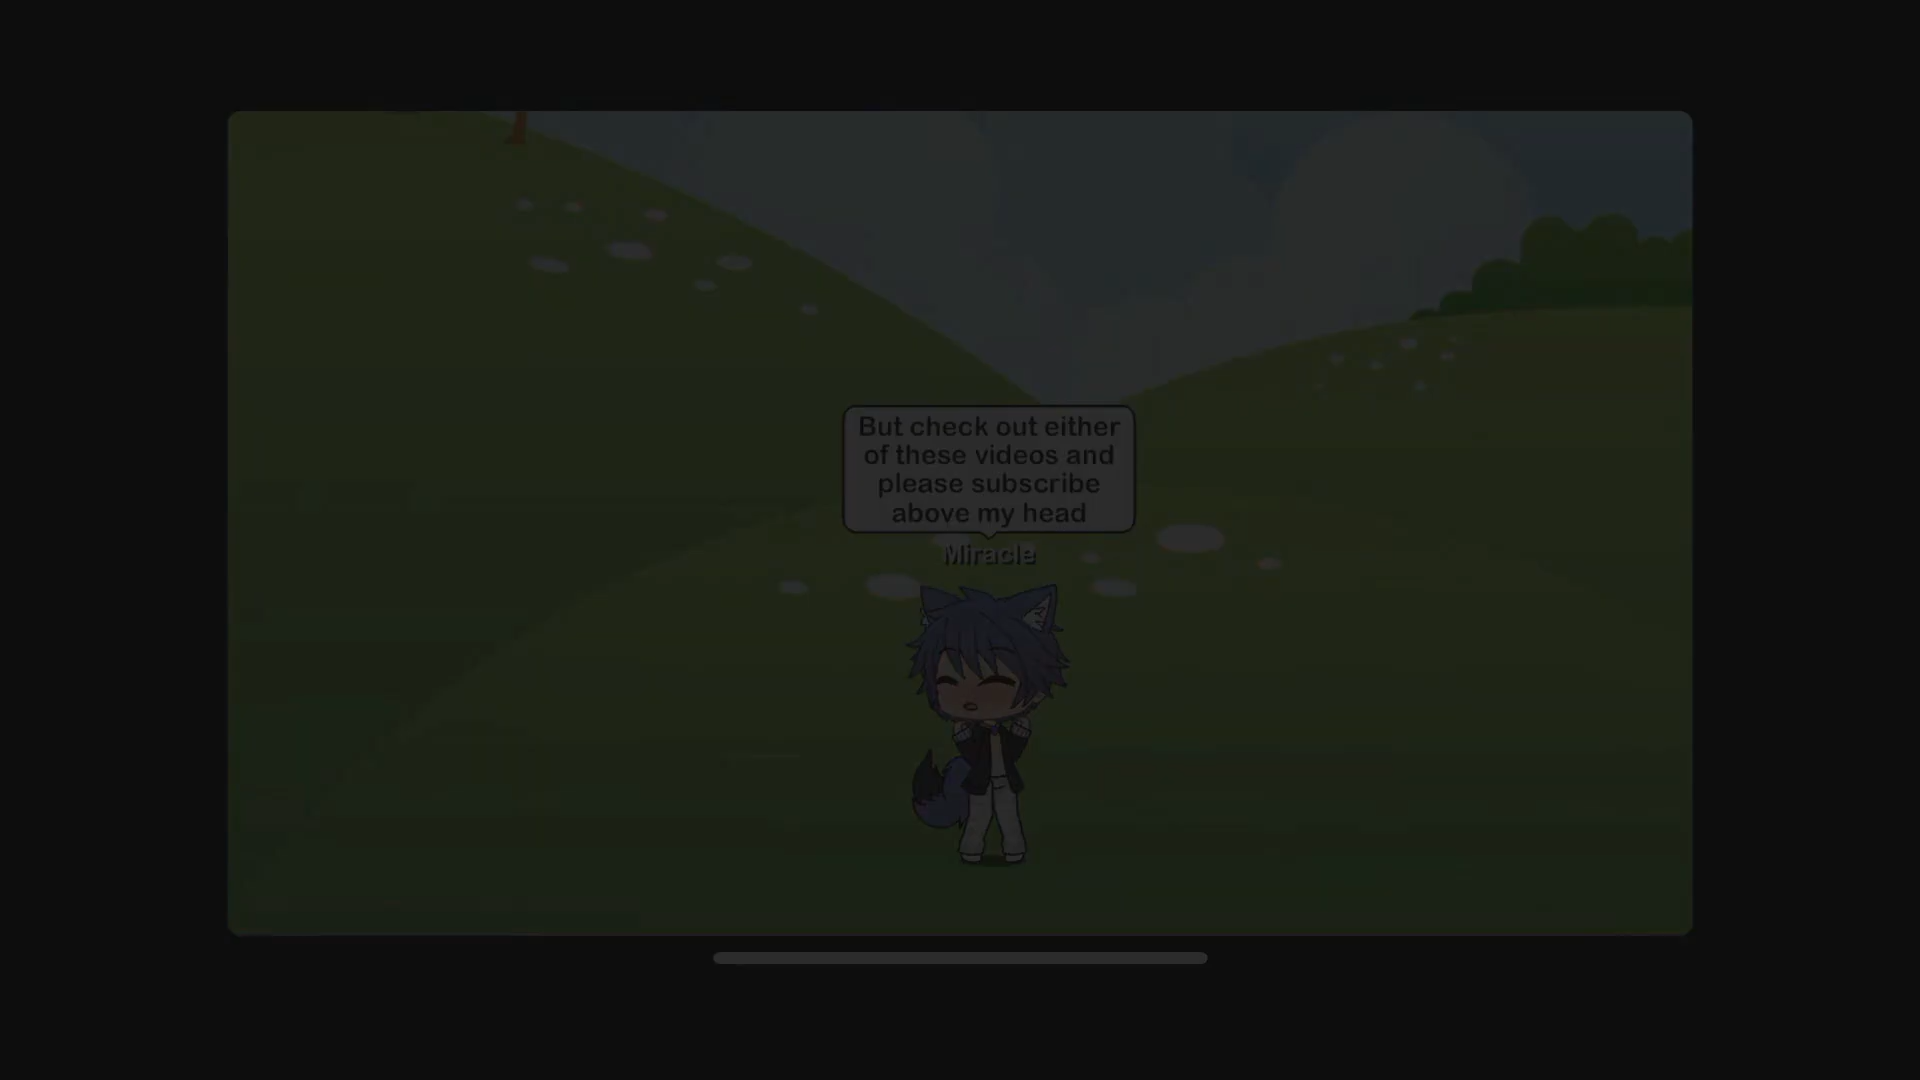 But check out either
of these videos and
please subscribe
above my head
Miracle